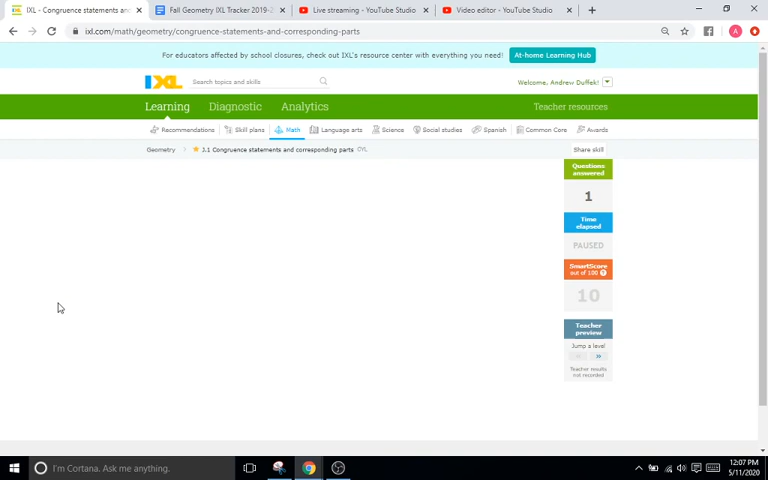 IXL - Congruence statements and
Fall Geometry IXL Tracker 2019-2
Live streaming - YouTube Studio
Video editor - YouTube Studio
ixl.com/math/geometry/congruence-statements-and-corresponding-parts
A
For educators affected by school closures, check out IXL's resource center with everything you need!
At-home Learning Hub
IXL
Search topics and skills
Welcome, Andrew Duffek!
Learning
Diagnostic
Analytics
Teacher resources
Recommendations
Skill plans
Math
Language arts
Science
Social studies
Spanish
Common Core
Awards
Geometry
J.1 Congruence statements and corresponding parts
CYL
Share skill
Questions
answered
1
Time
elapsed
PAUSED
SmartScore
out of 100
?
10
Teacher
preview
Jump a level
Teacher results
not recorded
I'm Cortana. Ask me anything.
12:07 PM
5/11/2020